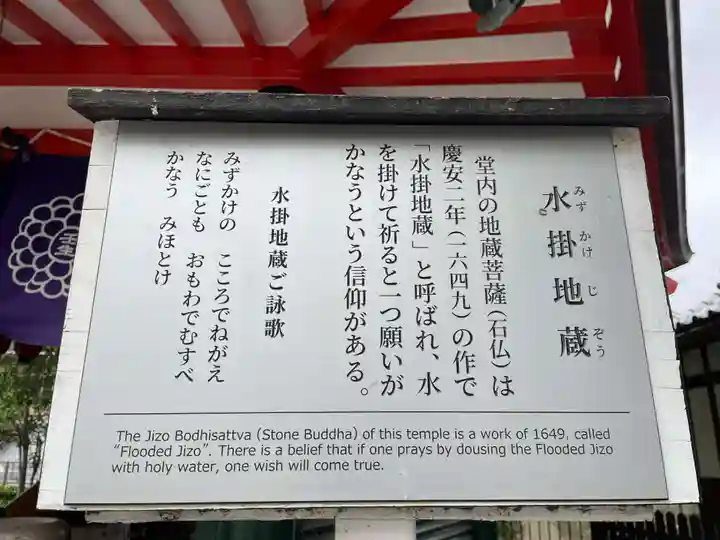 水掛地蔵
みず かけ じ ぞう
堂内の地蔵菩薩(石仏)は
慶安二年(一六四九)の作で
「水掛地蔵」と呼ばれ、水
を掛けて祈ると一つ願いが
かなうという信仰がある。
水掛地蔵ご詠歌
みずかけの こころでねがえ
なにごとも おもわでむすべ
かなう みほとけ
The Jizo Bodhisattva (Stone Buddha) of this temple is a work of 1649, called
“Flooded Jizo”. There is a belief that if one prays by dousing the Flooded Jizo
with holy water, one wish will come true.